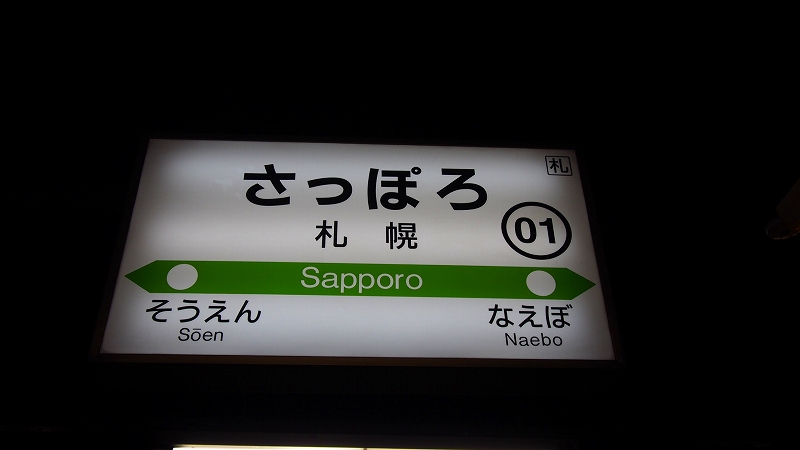 札
さっぽろ
札幌
01
Sapporo
そうえん
Sōen
なえぼ
Naebo